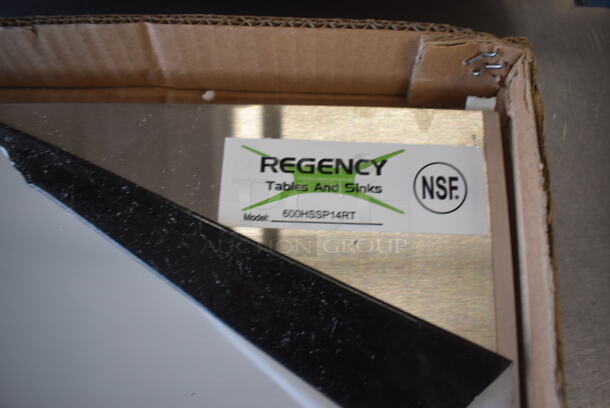 REGENCY
Tables And Sinks
Model: 600HSSP14RT
NSF.
AUCTION GROUP